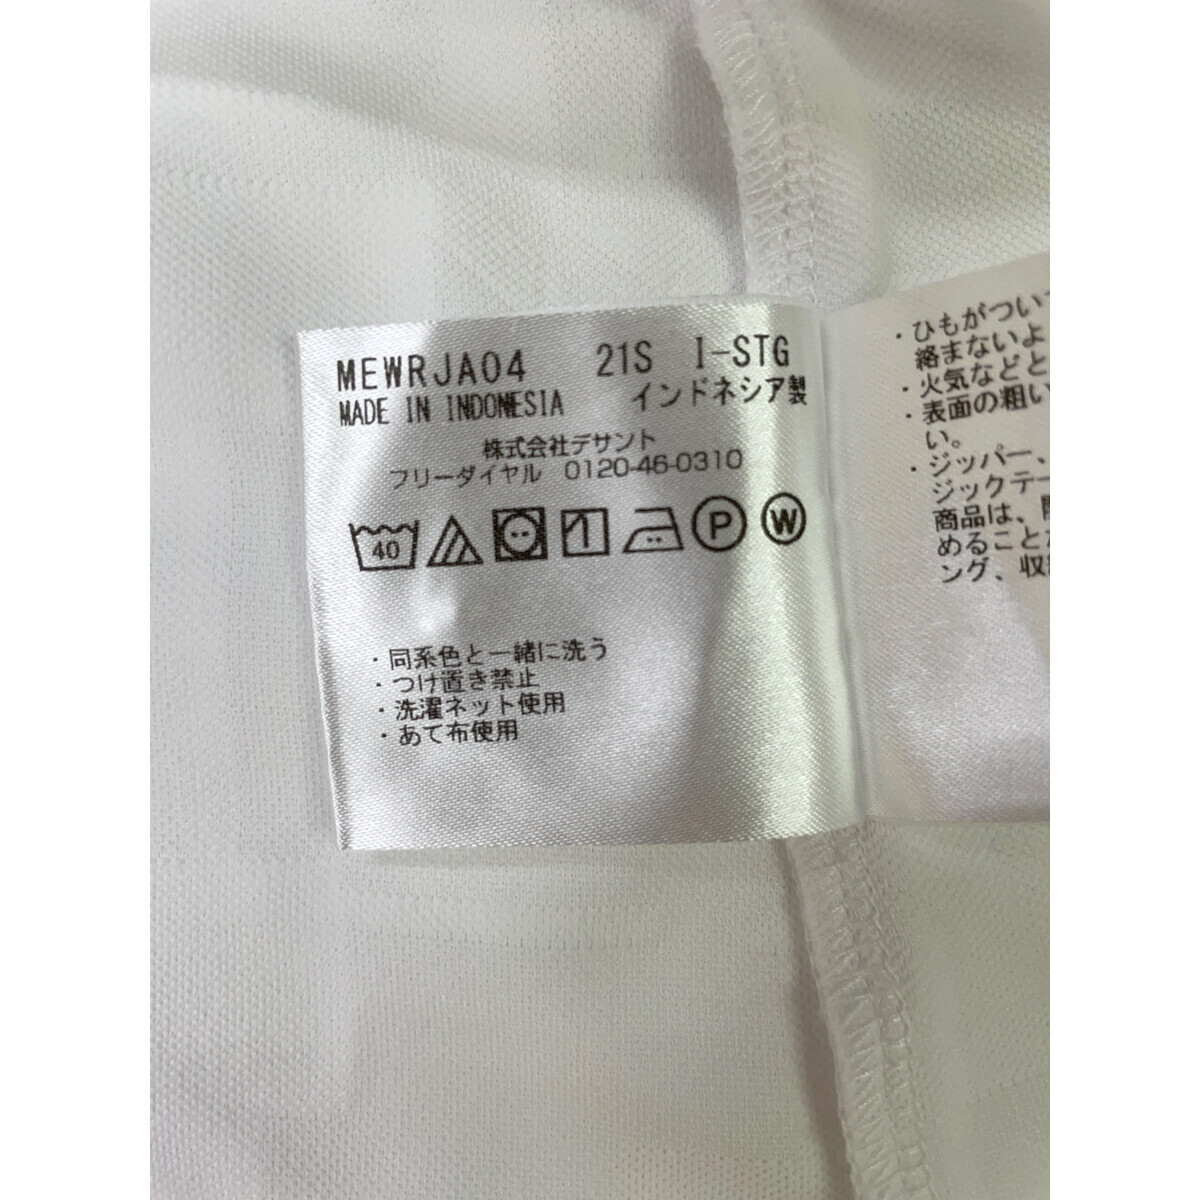 MEWRJA04 21S I-STG
MADE IN INDONESIA インドネシア製
株式会社デサント
フリーダイヤル 0120-46-0310
40 P W
・同系色と一緒に洗う
・つけ置き禁止
・洗濯ネット使用
・あて布使用
・ひもがついて
絡まないよ
・火気などと
・表面の粗い
い。
・ジッパー、
ジックテー
商品は、
めること
ング、収